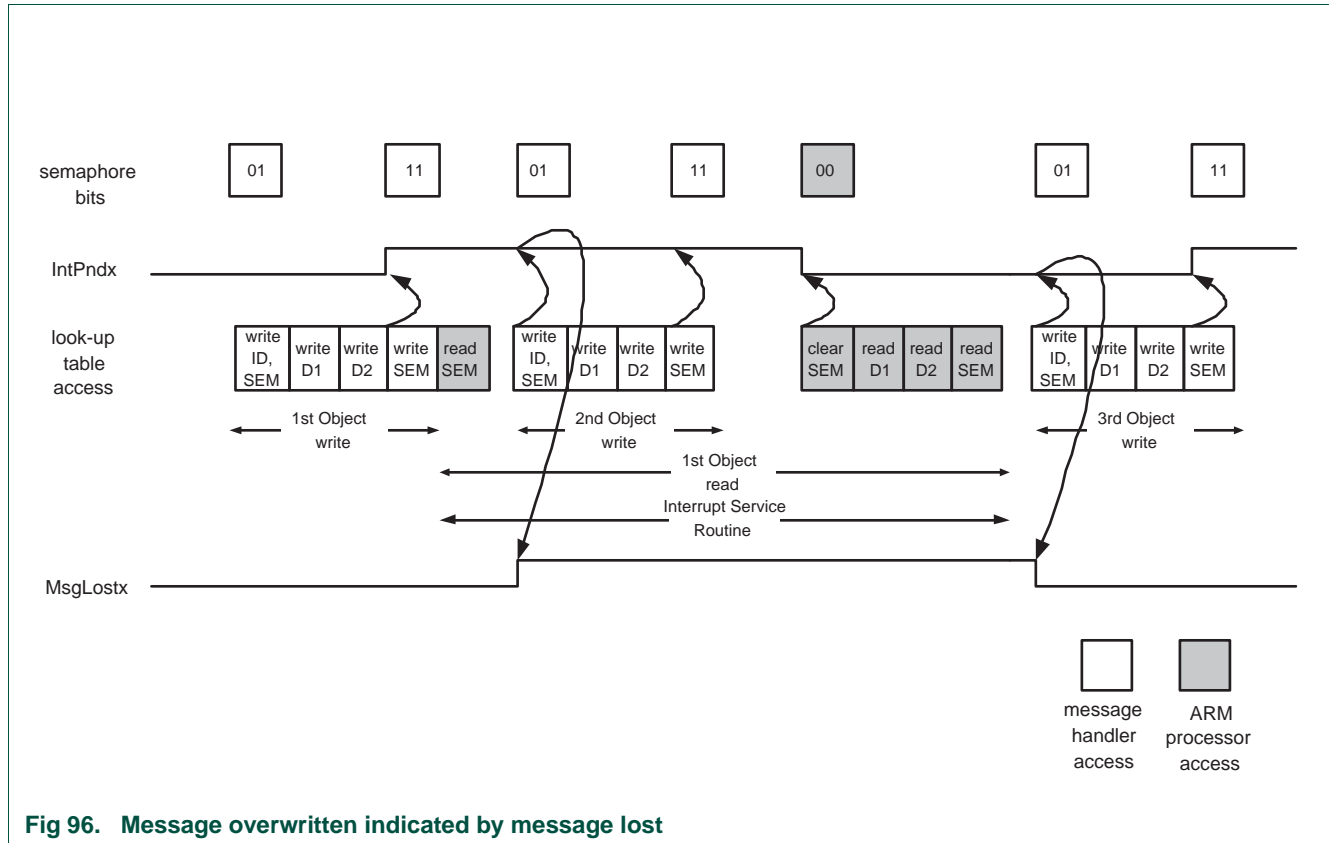 semaphore
bits
01
11
01
11
00
01
11
IntPndx
look-up
table
access
write
ID,
SEM
write
D1
write
D2
write
SEM
read
SEM
write
ID,
SEM
write
D1
write
D2
write
SEM
clear
SEM
read
D1
read
D2
read
SEM
write
ID,
SEM
write
D1
write
D2
write
SEM
1st Object
write
2nd Object
write
3rd Object
write
1st Object
read
Interrupt Service
Routine
MsgLostx
message
handler
access
ARM
processor
access
Fig 96. Message overwritten indicated by message lost